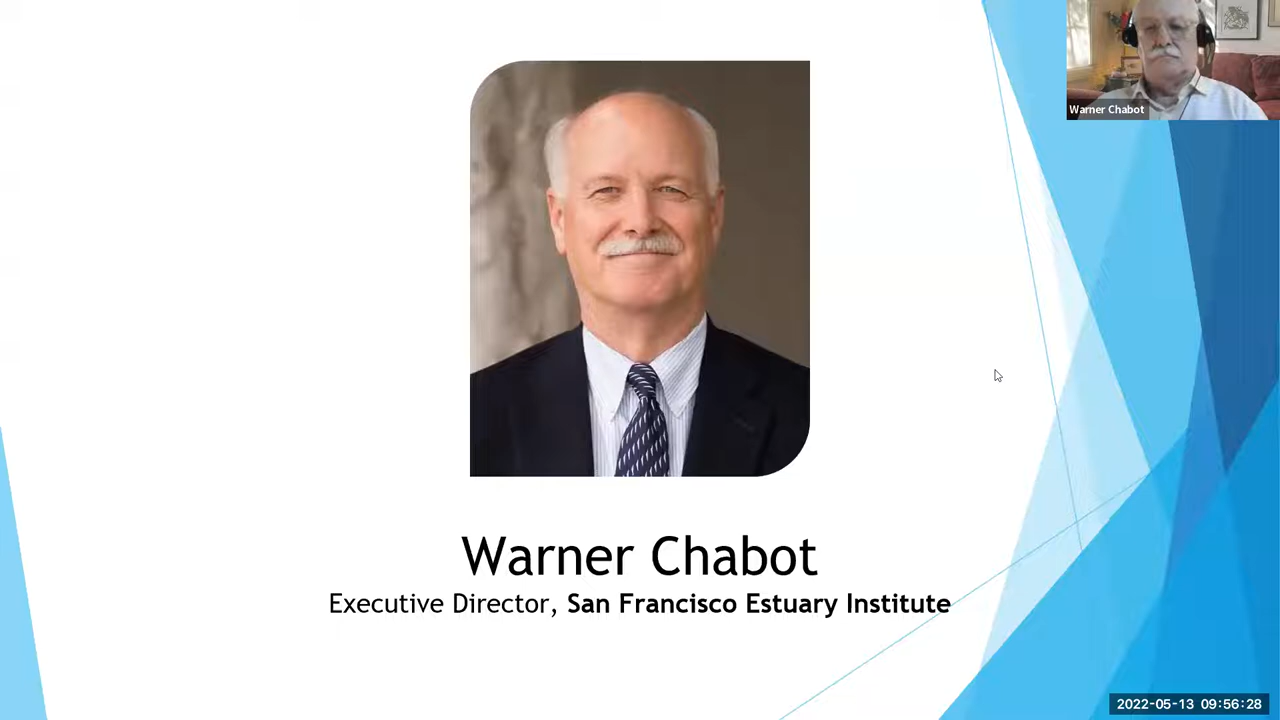 Warner Chabot
Warner Chabot
Executive Director, San Francisco Estuary Institute
2022-05-13 09:56:28